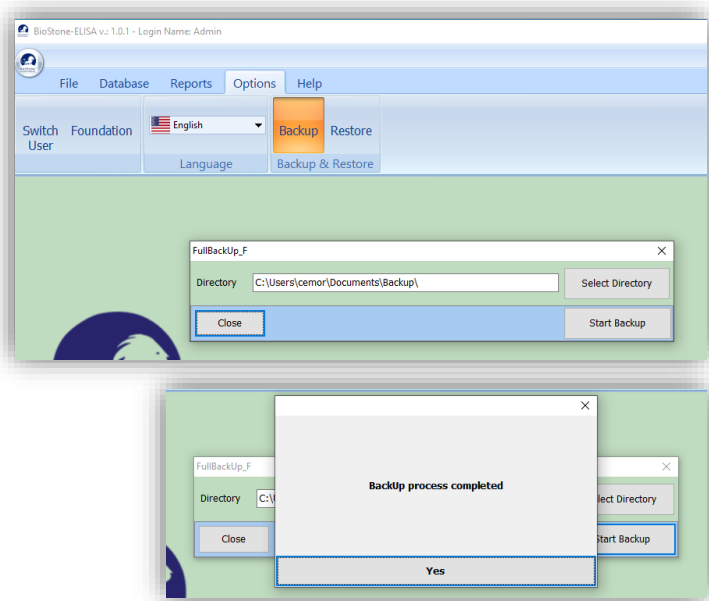 BioStone-ELISA v.: 1.0.1 - Login Name: Admin
File Database Reports Options Help
Switch User Foundation English Backup Restore
Language Backup & Restore
FullBackUp_F
Directory C:\Users\cemor\Documents\Backup\ Select Directory
Close Start Backup
FullBackUp_F
BackUp process completed
Directory C:\ lect Directory
Close Start Backup
Yes